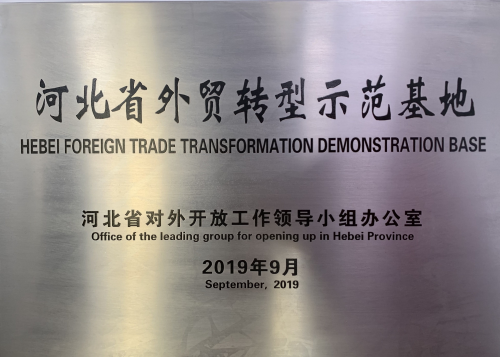 河北省外贸转型示范基地
HEBEI FOREIGN TRADE TRANSFORMATION DEMONSTRATION BASE
河北省对外开放工作领导小组办公室
Office of the leading group for opening up in Hebei Province
2019年9月
September, 2019